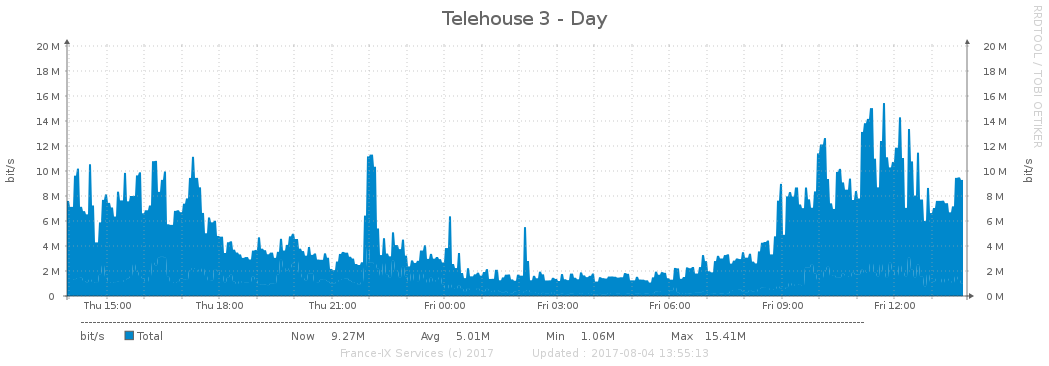 Telehouse 3 - Day
RRDTOOL / TOBI OETIKER
20 M 20 M
18 M 18 M
16 M 16 M
14 M 14 M
12 M 12 M
10 M 10 M
8 M 8 M
6 M 6 M
4 M 4 M
2 M 2 M
0 0 M
bit/s bit/s
Thu 15:00 Thu 18:00 Thu 21:00 Fri 00:00 Fri 03:00 Fri 06:00 Fri 09:00 Fri 12:00
bit/s Total Now 9.27M Avg 5.01M Min 1.06M Max 15.41M
France-IX Services (c) 2017 Updated : 2017-08-04 13:55:13